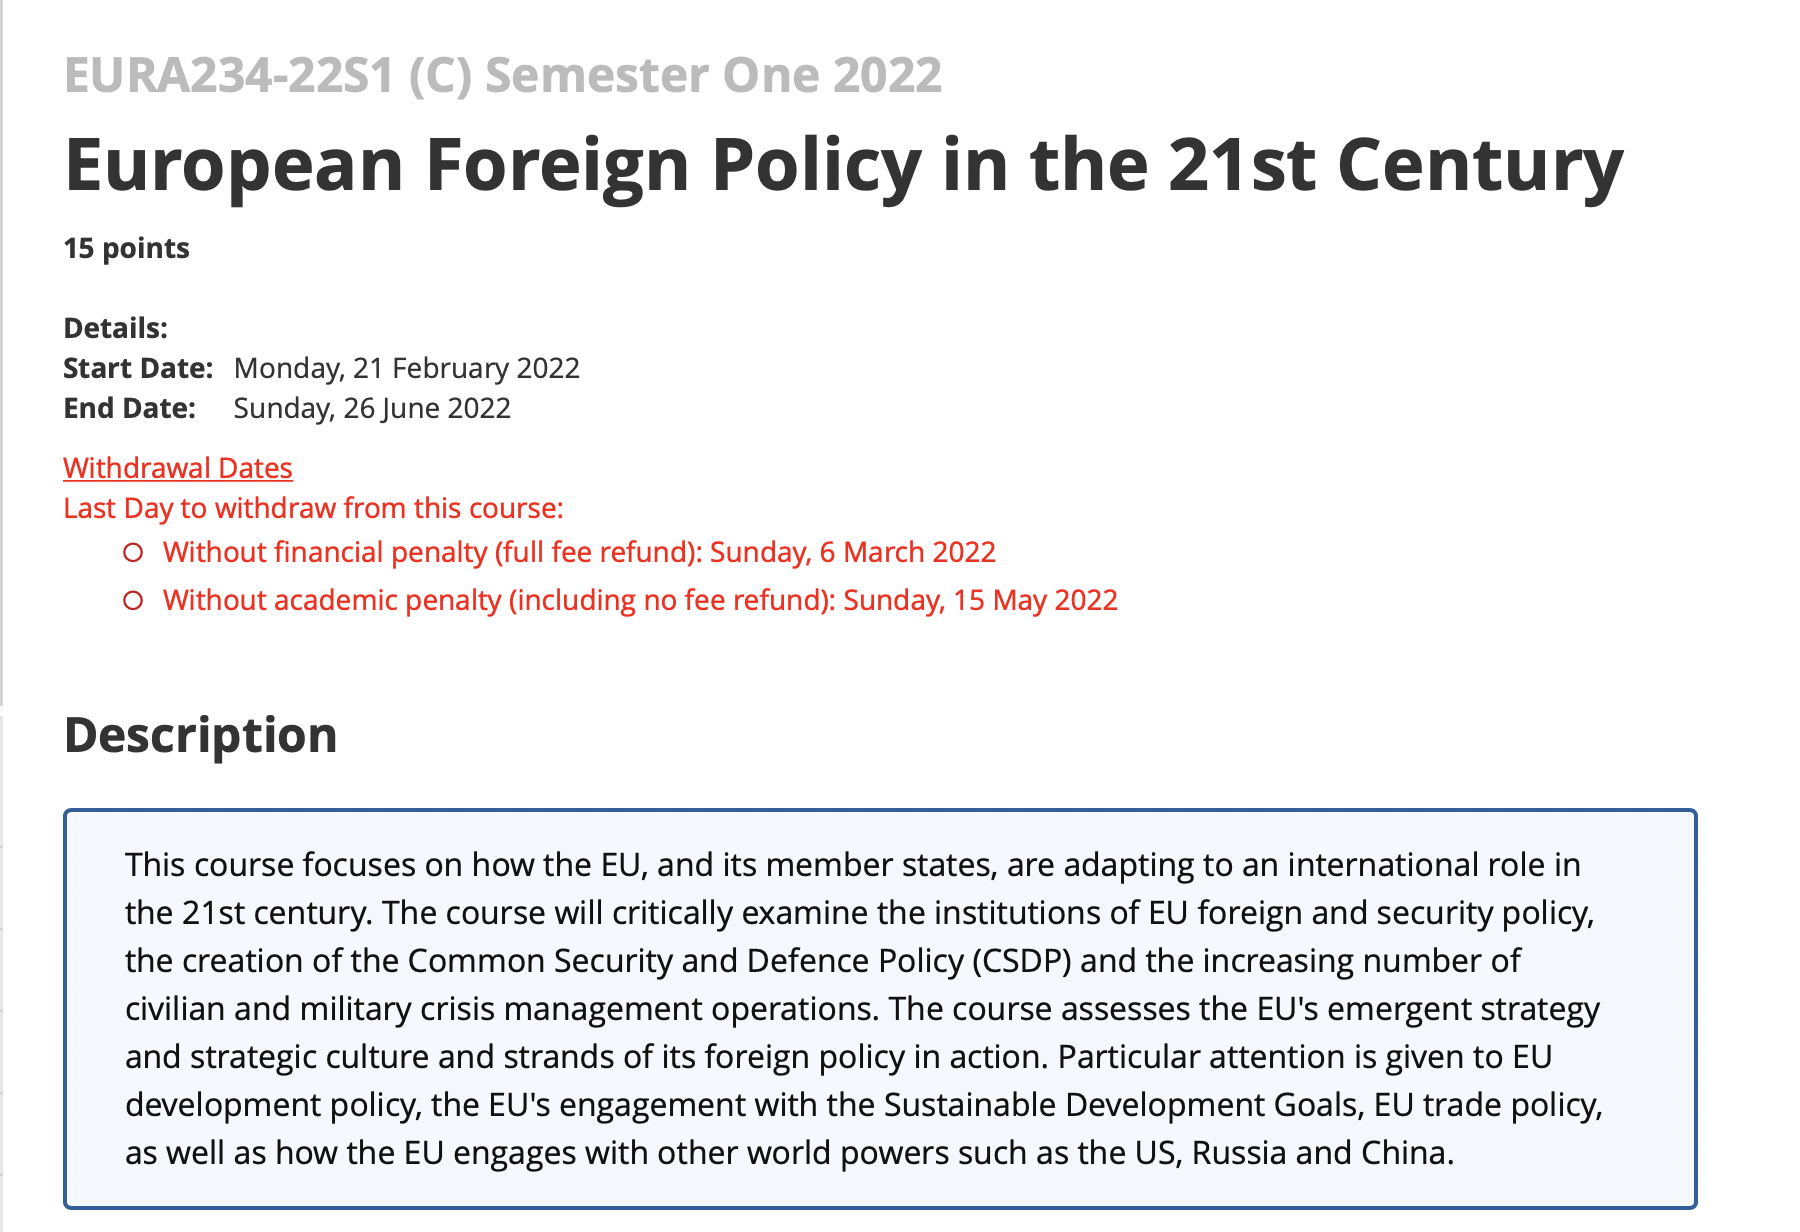 EURA234-22S1 (C) Semester One 2022
European Foreign Policy in the 21st Century
15 points
Details:
Start Date: Monday, 21 February 2022
End Date: Sunday, 26 June 2022
Withdrawal Dates
Last Day to withdraw from this course:
Without financial penalty (full fee refund): Sunday, 6 March 2022
Without academic penalty (including no fee refund): Sunday, 15 May 2022
Description
This course focuses on how the EU, and its member states, are adapting to an international role in
the 21st century. The course will critically examine the institutions of EU foreign and security policy,
the creation of the Common Security and Defence Policy (CSDP) and the increasing number of
civilian and military crisis management operations. The course assesses the EU's emergent strategy
and strategic culture and strands of its foreign policy in action. Particular attention is given to EU
development policy, the EU's engagement with the Sustainable Development Goals, EU trade policy,
as well as how the EU engages with other world powers such as the US, Russia and China.